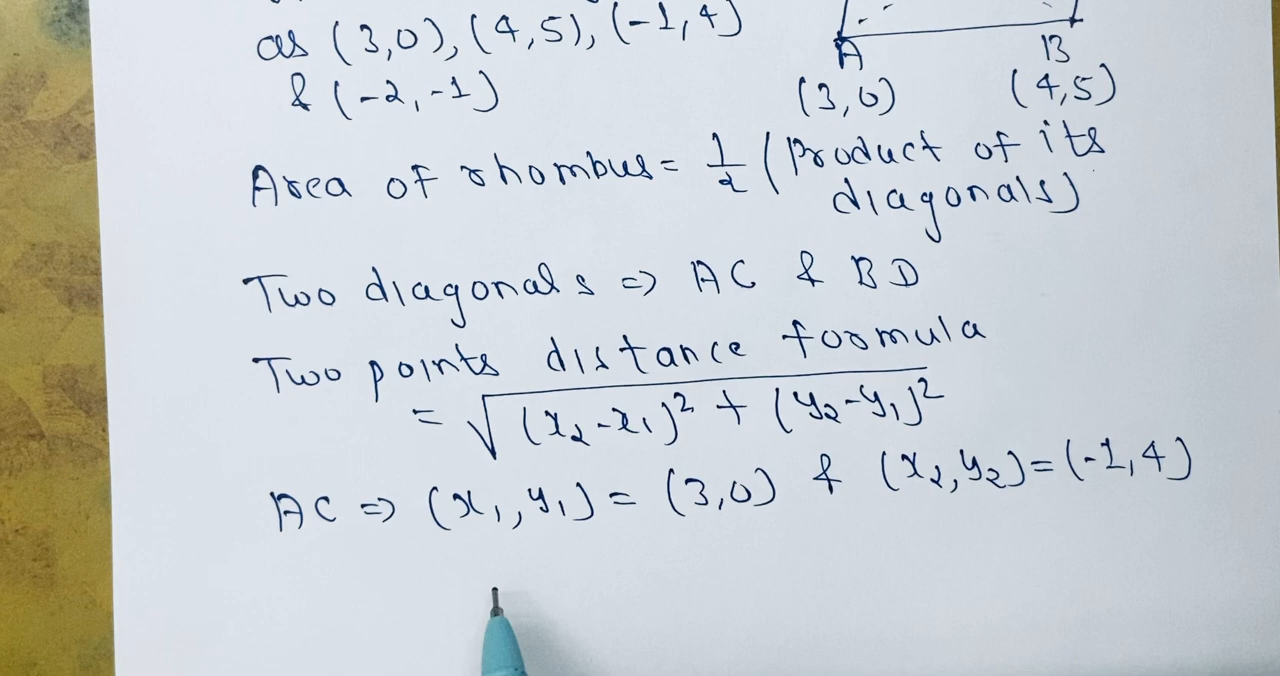 as (3,0), (4,5), (-1,4)
& (-2,-1)
A
B
(3,0)
(4,5)
Area of rhombus = 1/2 (Product of its
diagonals)
Two diagonals => AC & BD
Two points distance formula
= √((x₂-x₁)² + (y₂-y₁)²)
AC => (x₁,y₁) = (3,0) & (x₂,y₂) = (-1,4)